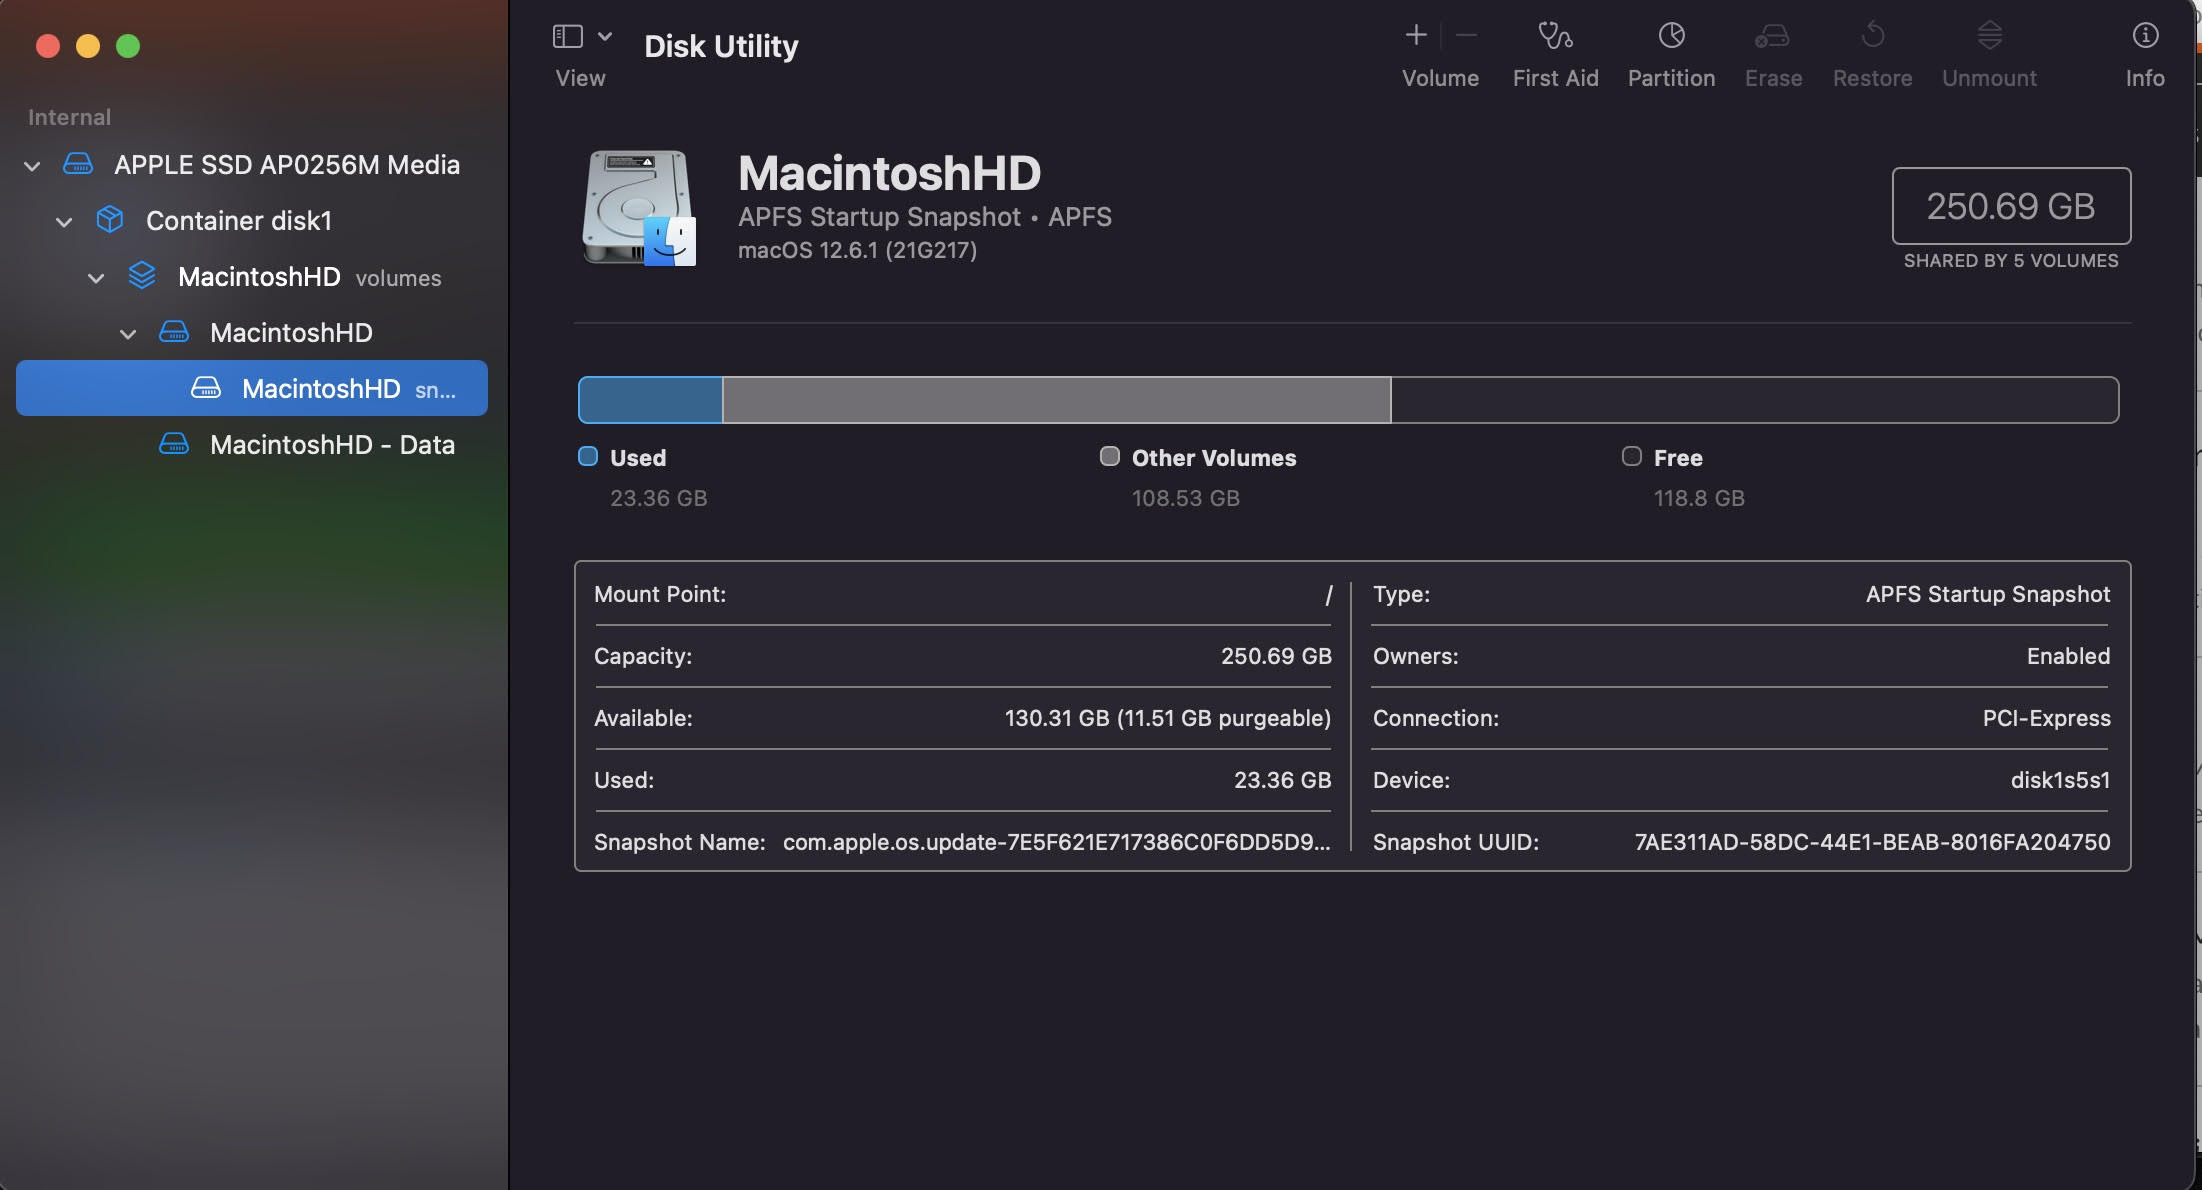 Disk Utility
View
Volume
First Aid
Partition
Erase
Restore
Unmount
Info
Internal
APPLE SSD AP0256M Media
Container disk1
MacintoshHD volumes
MacintoshHD
MacintoshHD sn...
MacintoshHD - Data
MacintoshHD
APFS Startup Snapshot • APFS
macOS 12.6.1 (21G217)
250.69 GB
SHARED BY 5 VOLUMES
Used
23.36 GB
Other Volumes
108.53 GB
Free
118.8 GB
Mount Point: /
Capacity: 250.69 GB
Available: 130.31 GB (11.51 GB purgeable)
Used: 23.36 GB
Snapshot Name: com.apple.os.update-7E5F621E717386C0F6DD5D9...
Type: APFS Startup Snapshot
Owners: Enabled
Connection: PCI-Express
Device: disk1s5s1
Snapshot UUID: 7AE311AD-58DC-44E1-BEAB-8016FA204750